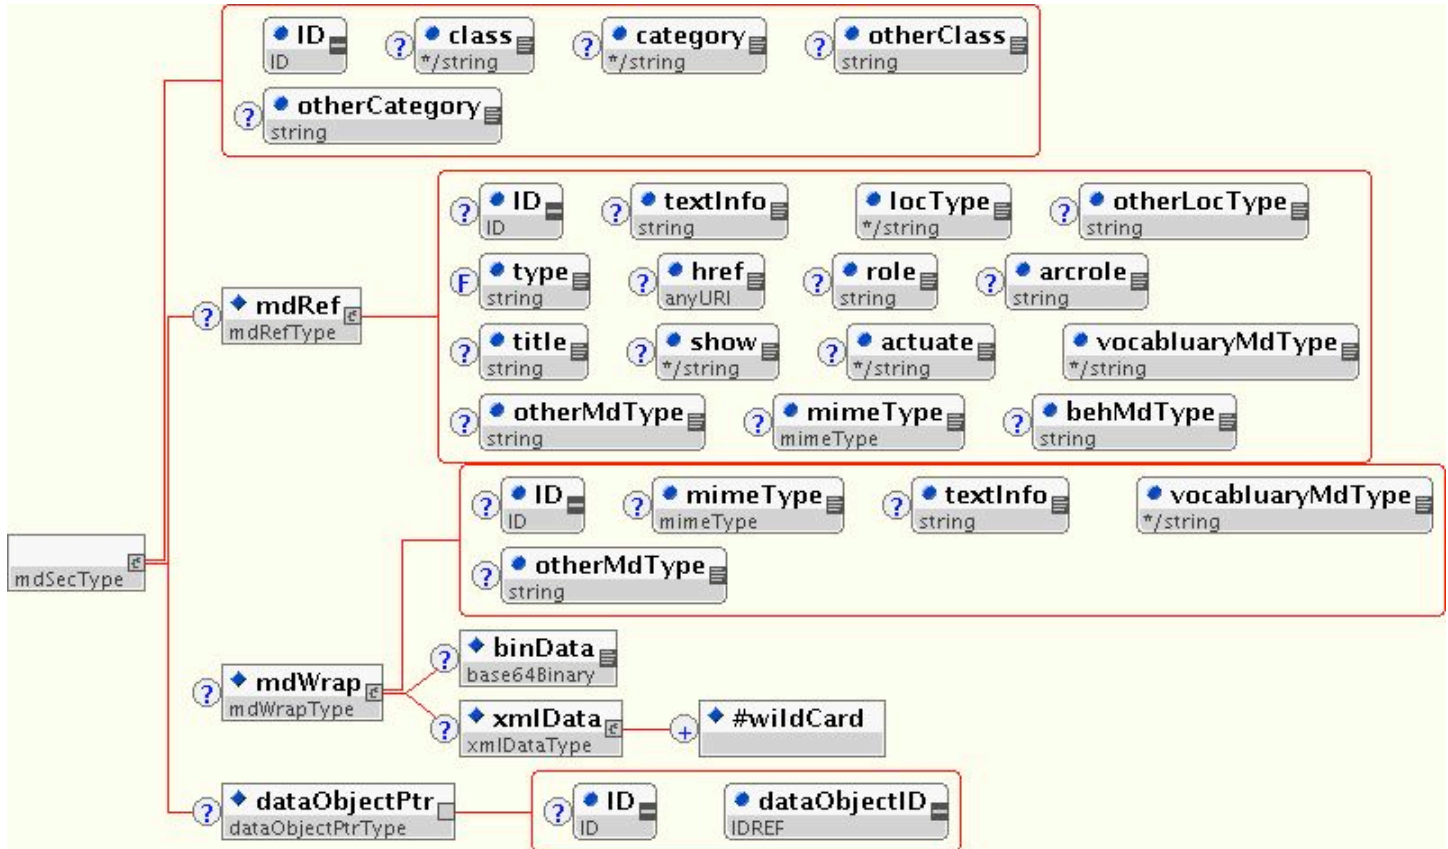 ID ? class ? category ? otherClass
ID */string */string string
? otherCategory
string
? ID ? textInfo locType ? otherLocType
ID string */string string
F type ? href ? role ? arcrole
string anyURI string string
? mdRef
mdRefType
? title ? show ? actuate vocabluaryMdType
string */string */string */string
? otherMdType ? mimeType ? behMdType
string mimeType string
? ID ? mimeType ? textInfo vocabluaryMdType
ID mimeType string */string
mdSecType
? otherMdType
string
? binData
base64Binary
? mdWrap
mdWrapType
? xmlData + #wildCard
xmlDataType
? dataObjectPtr ? ID dataObjectID
dataObjectPtrType ID IDREF